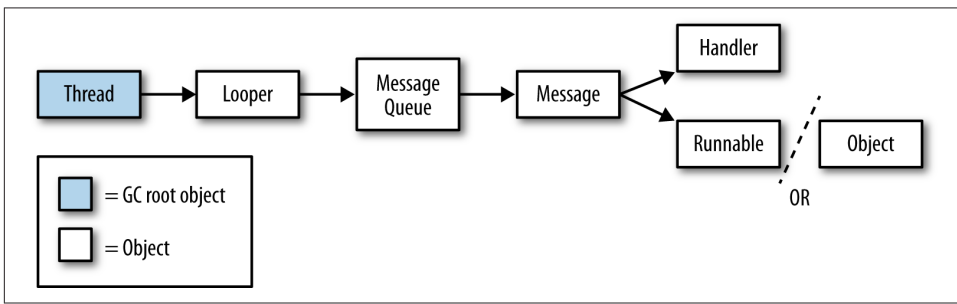 Handler
Thread
Looper
Message
Queue
Message
Runnable
Object
OR
= GC root object
= Object